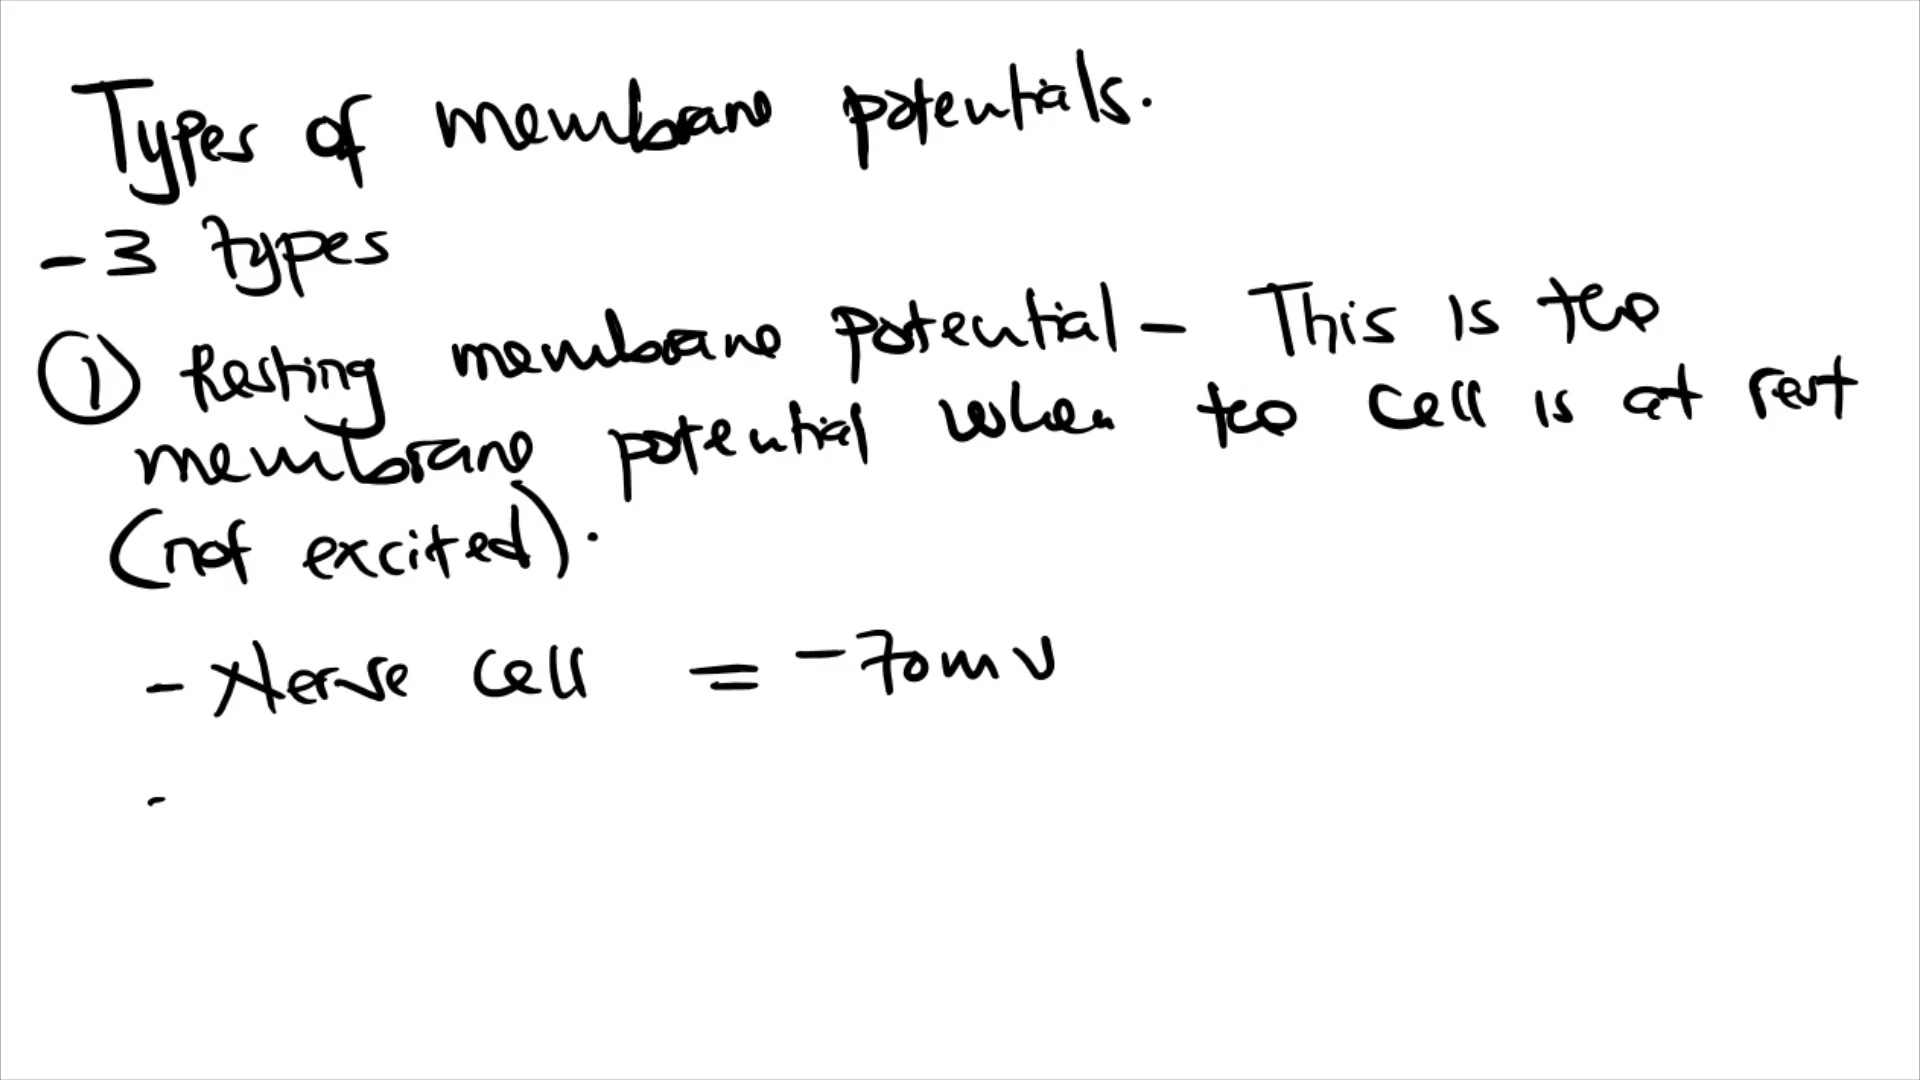 Types of membrane potentials.
- 3 types
① Resting membrane potential - This is the
membrane potential when the cell is at rest
(not excited).
- Nerve cell = -70mV
-